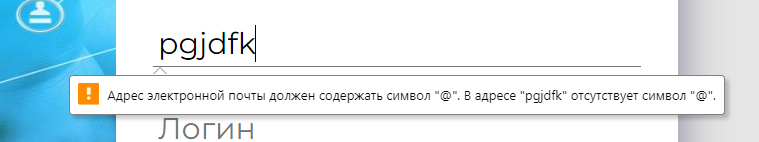 pgjdfk
Адрес электронной почты должен содержать символ "@". В адресе "pgjdfk" отсутствует символ "@".
Логин